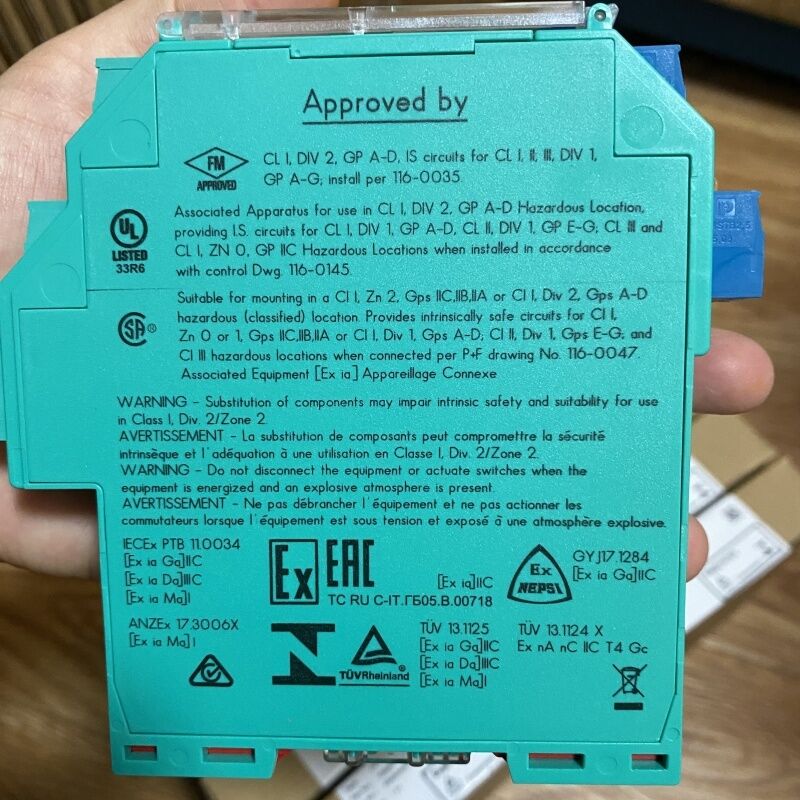 Approved by
FM
APPROVED
CL I, DIV 2, GP A-D, IS circuits for CL I, II, III, DIV 1,
GP A-G; install per 116-0035
UL
LISTED
33R6
Associated Apparatus for use in CL I, DIV 2, GP A-D Hazardous Location,
providing I.S. circuits for CL I, DIV 1, GP A-D, CL II, DIV 1, GP E-G, CL III and
CL I, ZN 0, GP IIC Hazardous Locations when installed in accordance
with control Dwg. 116-0145.
SA®
Suitable for mounting in a Cl I, Zn 2, Gps IIC,IIB,IIA or Cl I, Div 2, Gps A-D
hazardous (classified) location. Provides intrinsically safe circuits for Cl I,
Zn 0 or 1, Gps IIC,IIB,IIA or Cl I, Div 1, Gps A-D; Cl II, Div 1, Gps E-G; and
Cl III hazardous locations when connected per P+F drawing No. 116-0047.
Associated Equipment [Ex ia] Appareillage Connexe
WARNING - Substitution of components may impair intrinsic safety and suitability for use
in Class I, Div. 2/Zone 2.
AVERTISSEMENT - La substitution de composants peut compromettre la sécurité
intrinsèque et l'adéquation à une utilisation en Classe I, Div. 2/Zone 2.
WARNING - Do not disconnect the equipment or actuate switches when the
equipment is energized and an explosive atmosphere is present.
AVERTISSEMENT - Ne pas débrancher l'équipement et ne pas actionner les
commutateurs lorsque l'équipement est sous tension et exposé à une atmosphère explosive.
IECEx PTB 11.0034
[Ex ia Ga]IIC
[Ex ia Da]IIIC
[Ex ia Ma]I
Ex
EAC
[Ex ia]IIC
TC RU C-IT.ГБ05.B.00718
Ex
NEPSI
GYJ17.1284
[Ex ia Ga]IIC
ANZEx 17.3006X
[Ex ia Ma] I
TÜVRheinland®
TÜV 13.1125
[Ex ia Ga]IIC
[Ex ia Da]IIIC
[Ex ia Ma]I
TÜV 13.1124 X
Ex nA nC IIC T4 Gc